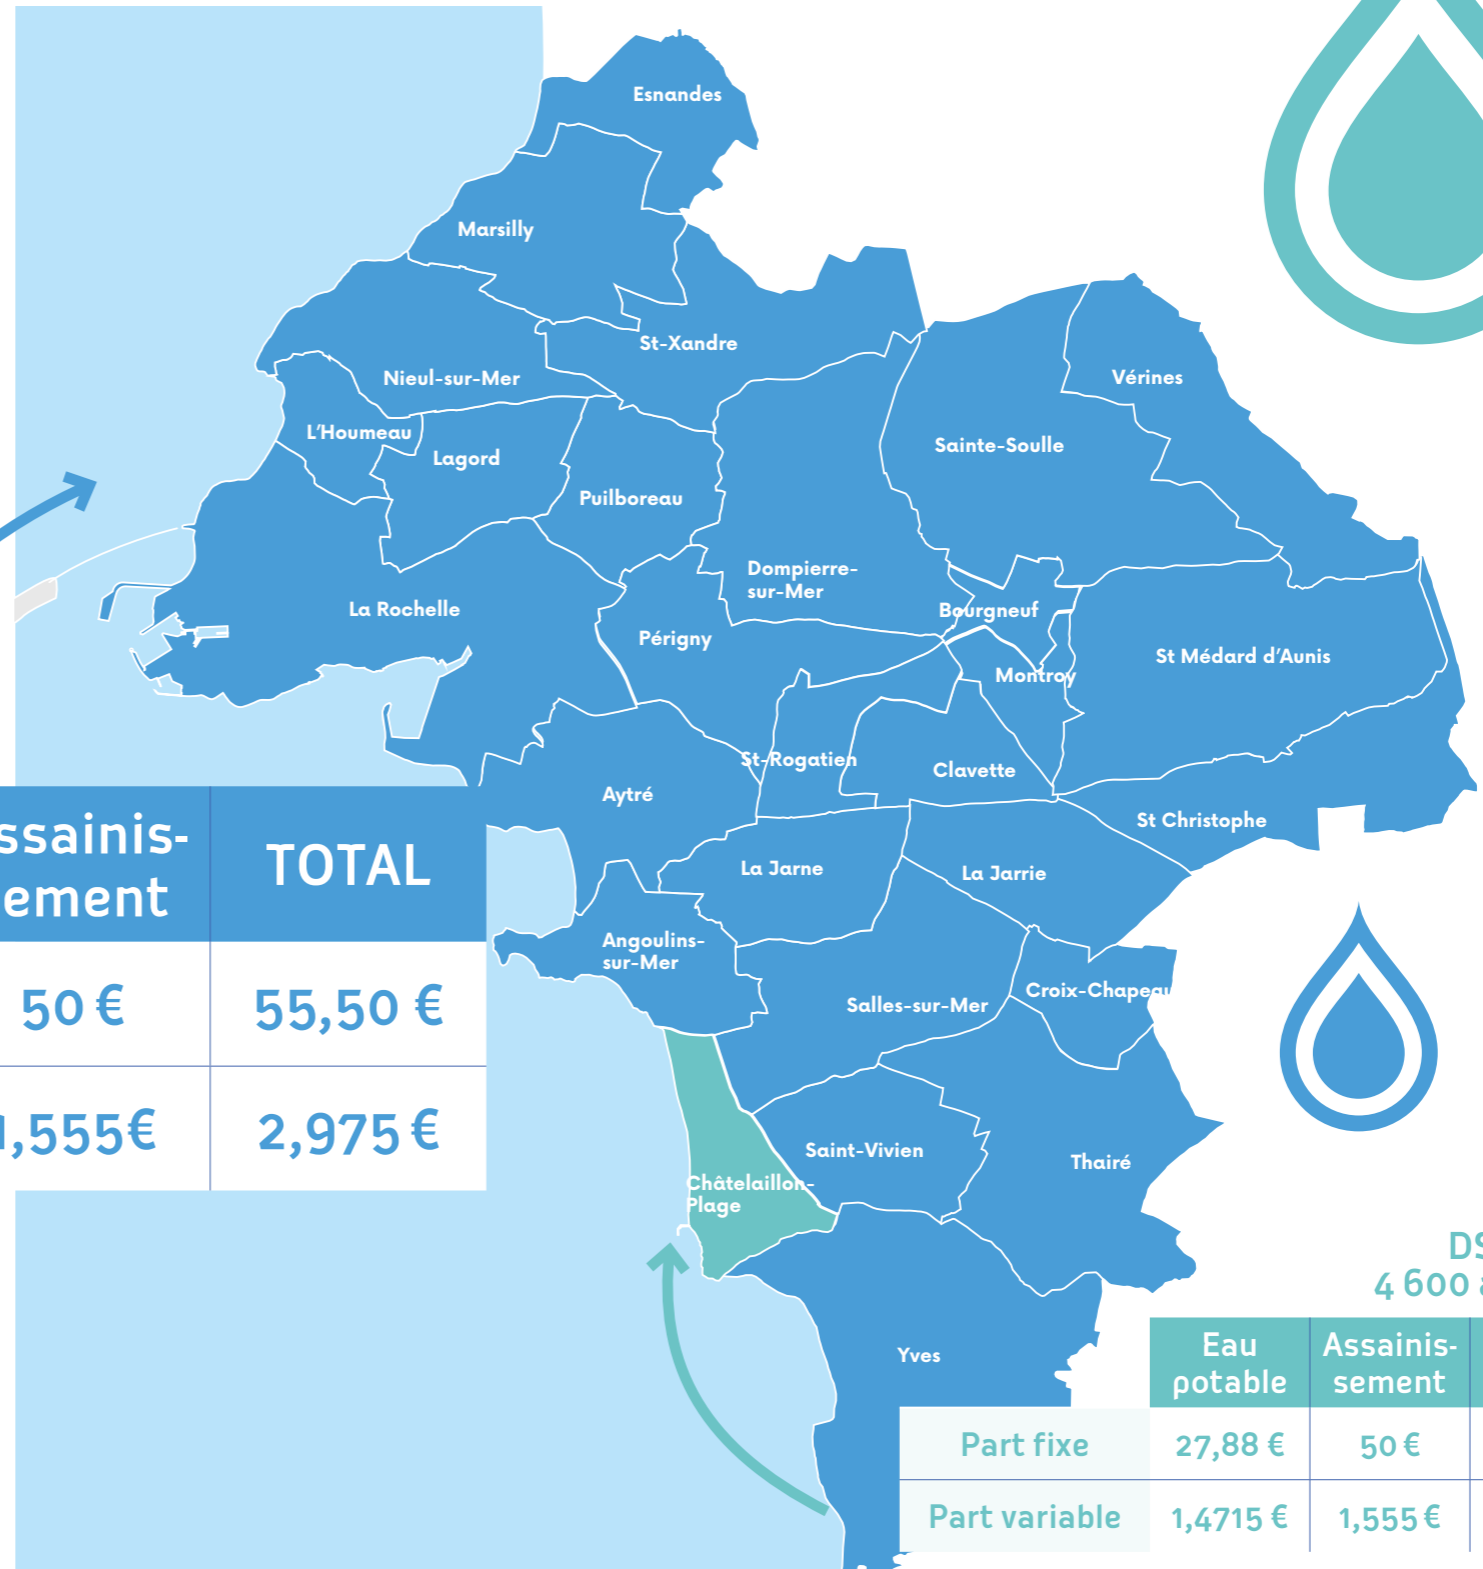 Esnandes
Marsilly
St-Xandre
Nieul-sur-Mer
Vérines
L'Houmeau
Lagord
Sainte-Soulle
Puilboreau
Dompierre-
sur-Mer
La Rochelle
Bourgneuf
Périgny
St Médard d'Aunis
Montroy
St-Rogatien
Clavette
Aytré
St Christophe
La Jarne
La Jarrie
Angoulins-
sur-Mer
Salles-sur-Mer
Croix-Chapeau
Saint-Vivien
Thairé
Châtelaillon-
Plage
Yves
ssainis-
ement
TOTAL
50 €
55,50 €
1,555€
2,975 €
DS
4 600
Eau
potable
Assainis-
sement
Part fixe
27,88 €
50 €
Part variable
1,4715 €
1,555 €